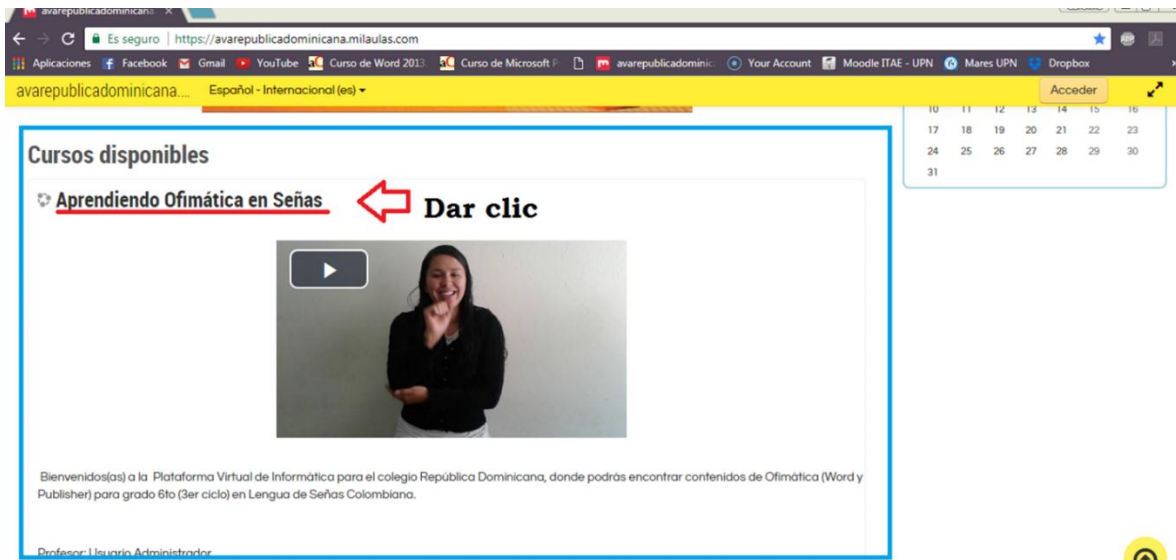 avarepublicadominicana
Es seguro | https://avarepublicadominicana.milaulas.com
Aplicaciones Facebook Gmail YouTube Curso de Word 2013. Curso de Microsoft P avarepublicadominic Your Account Moodle ITAE - UPN Mares UPN Dropbox
avarepublicadominicana.... Español - Internacional (es) Acceder
10 11 12 13 14 15 16
17 18 19 20 21 22 23
24 25 26 27 28 29 30
31
Cursos disponibles
Aprendiendo Ofimática en Señas
Dar clic
Bienvenidos(as) a la Plataforma Virtual de Informática para el colegio República Dominicana, donde podrás encontrar contenidos de Ofimática (Word y
Publisher) para grado 6to (3er ciclo) en Lengua de Señas Colombiana.
Profesor: Usuario Administrador